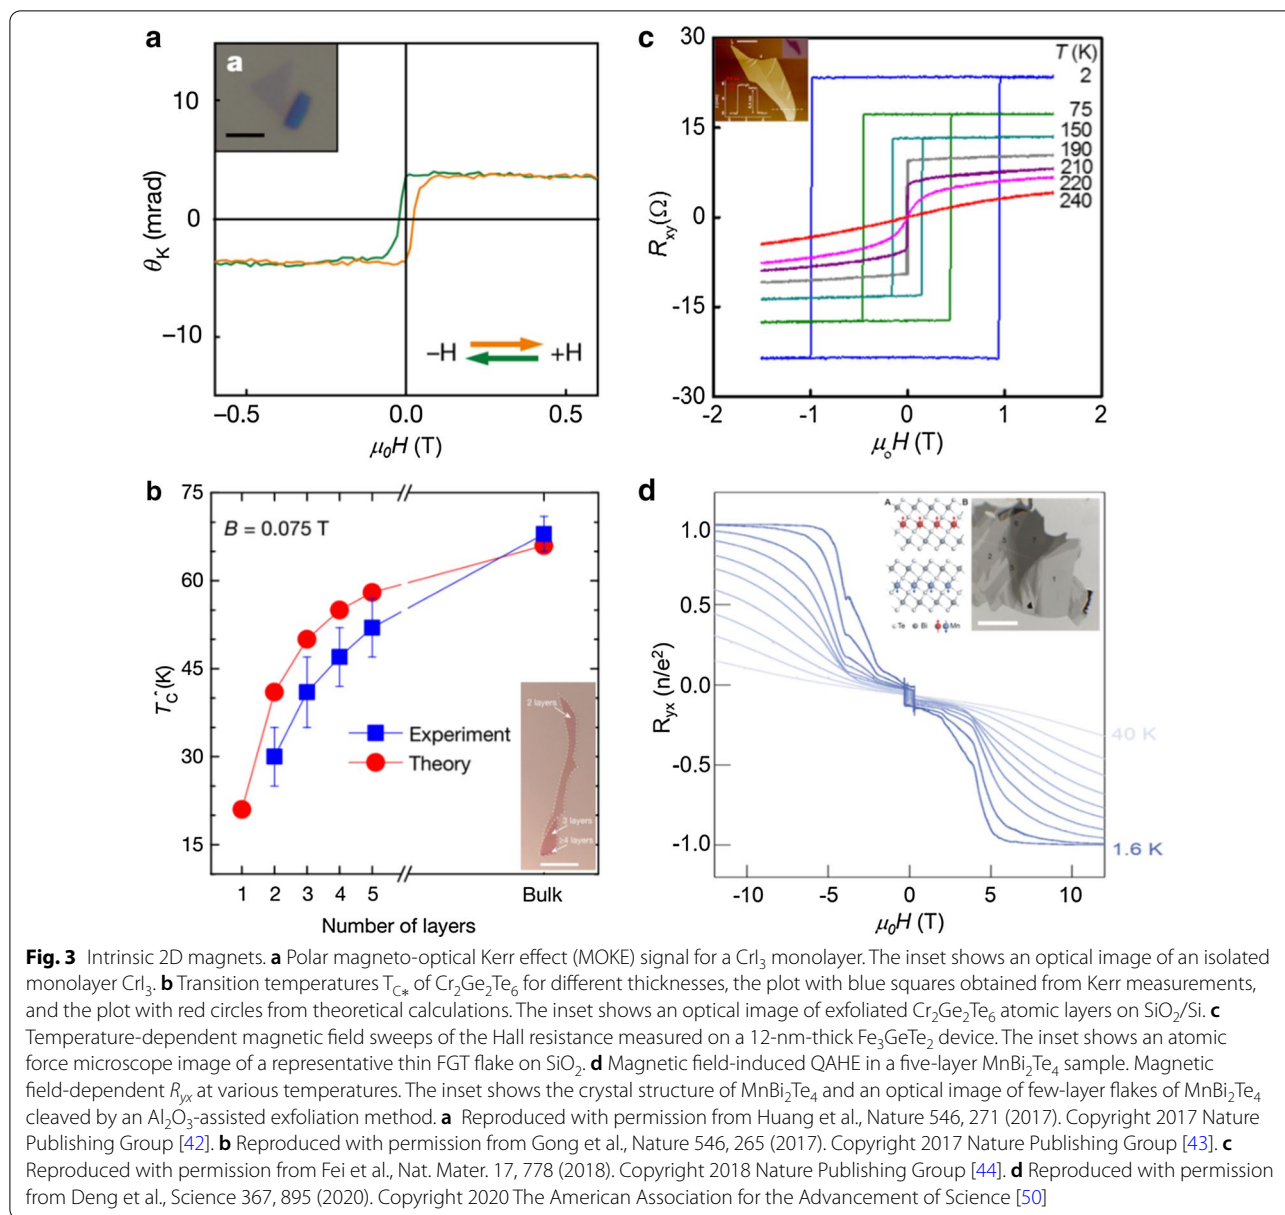 a
a
10
0
−10
θK (mrad)
−H
+H
−0.5
0.0
0.5
μ0H (T)
c
30
15
0
-15
-30
Rxy(Ω)
T (K)
2
75
150
190
210
220
240
-2
-1
0
1
2
μoH (T)
b
75
60
45
30
15
TC* (K)
B = 0.075 T
Experiment
Theory
2 layers
3 layers
≥4 layers
1
2
3
4
5
Bulk
Number of layers
d
1.0
0.5
0.0
-0.5
-1.0
Ryx (n/e²)
A
B
Te
Bi
Mn
40 K
1.6 K
-10
-5
0
5
10
μ0H (T)
Fig. 3 Intrinsic 2D magnets. a Polar magneto-optical Kerr effect (MOKE) signal for a CrI3 monolayer. The inset shows an optical image of an isolated
monolayer CrI3. b Transition temperatures TC* of Cr2Ge2Te6 for different thicknesses, the plot with blue squares obtained from Kerr measurements,
and the plot with red circles from theoretical calculations. The inset shows an optical image of exfoliated Cr2Ge2Te6 atomic layers on SiO2/Si. c
Temperature-dependent magnetic field sweeps of the Hall resistance measured on a 12-nm-thick Fe3GeTe2 device. The inset shows an atomic
force microscope image of a representative thin FGT flake on SiO2. d Magnetic field-induced QAHE in a five-layer MnBi2Te4 sample. Magnetic
field-dependent Ryx at various temperatures. The inset shows the crystal structure of MnBi2Te4 and an optical image of few-layer flakes of MnBi2Te4
cleaved by an Al2O3-assisted exfoliation method. a Reproduced with permission from Huang et al., Nature 546, 271 (2017). Copyright 2017 Nature
Publishing Group [42]. b Reproduced with permission from Gong et al., Nature 546, 265 (2017). Copyright 2017 Nature Publishing Group [43]. c
Reproduced with permission from Fei et al., Nat. Mater. 17, 778 (2018). Copyright 2018 Nature Publishing Group [44]. d Reproduced with permission
from Deng et al., Science 367, 895 (2020). Copyright 2020 The American Association for the Advancement of Science [50]